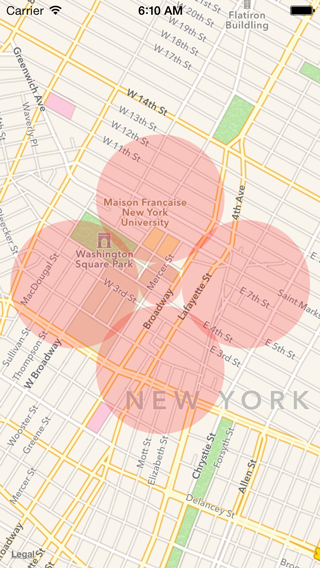 Carrier
6:10 AM
Flatiron
Building
W 20th St
W 19th St
W 18th St
W 17th St
Greenwich Ave
W 14th St
W 13th St
W 12th St
W 11th St
Waverly Pl
4th Ave
Maison Francaise
New York
University
Bleecker St
Washington
Square Park
MacDougal St
Mercer St
W 3rd St
Lafayette St
Broadway
E 7th St
Saint Marks
E 4th St
E 5th St
E 3rd St
Sullivan St
Thompson St
W Broadway
NEW YORK
Wooster St
Greene St
Mercer St
Mott St
Elizabeth St
Chrystie St
Forsyth St
Allen St
Delancey St
Broadway
Legal